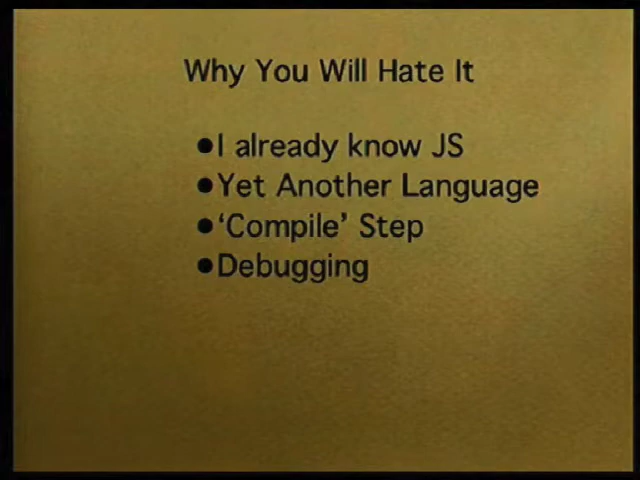 Why You Will Hate It
•I already know JS
•Yet Another Language
•‘Compile’ Step
•Debugging